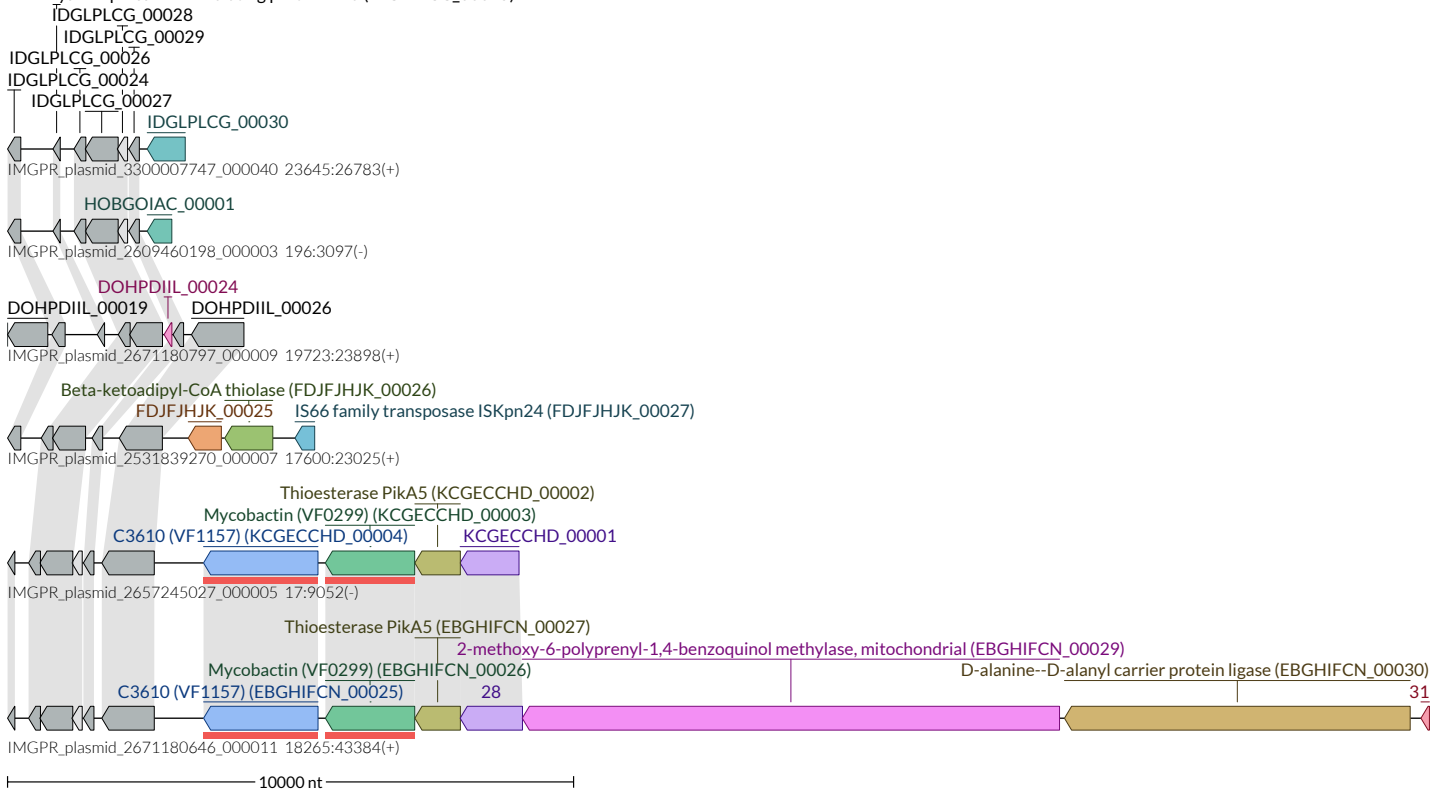 IDGLPLCG_00028
IDGLPLCG_00029
IDGLPLCG_00026
IDGLPLCG_00024
IDGLPLCG_00027
IDGLPLCG_00030
IMGPR_plasmid_3300007747_000040 23645:26783(+)
HOBGOIAC_00001
IMGPR_plasmid_2609460198_000003 196:3097(-)
DOHPDIIL_00024
DOHPDIIL_00019 DOHPDIIL_00026
IMGPR_plasmid_2671180797_000009 19723:23898(+)
Beta-ketoadipyl-CoA thiolase (FDJFJHJK_00026)
FDJFJHJK_00025 IS66 family transposase ISKpn24 (FDJFJHJK_00027)
IMGPR_plasmid_2531839270_000007 17600:23025(+)
Thioesterase PikA5 (KCGECCHD_00002)
Mycobactin (VF0299) (KCGECCHD_00003)
C3610 (VF1157) (KCGECCHD_00004) KCGECCHD_00001
IMGPR_plasmid_2657245027_000005 17:9052(-)
Thioesterase PikA5 (EBGHIFCN_00027)
2-methoxy-6-polyprenyl-1,4-benzoquinol methylase, mitochondrial (EBGHIFCN_00029)
Mycobactin (VF0299) (EBGHIFCN_00026) D-alanine--D-alanyl carrier protein ligase (EBGHIFCN_00030)
C3610 (VF1157) (EBGHIFCN_00025) 28 31
IMGPR_plasmid_2671180646_000011 18265:43384(+)
10000 nt